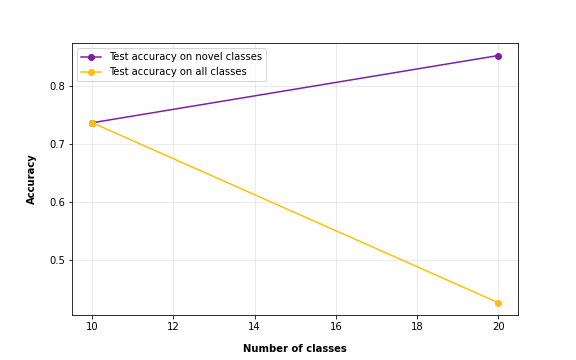 Test accuracy on novel classes
Test accuracy on all classes
0.8
0.7
0.6
0.5
Accuracy
10 12 14 16 18 20
Number of classes